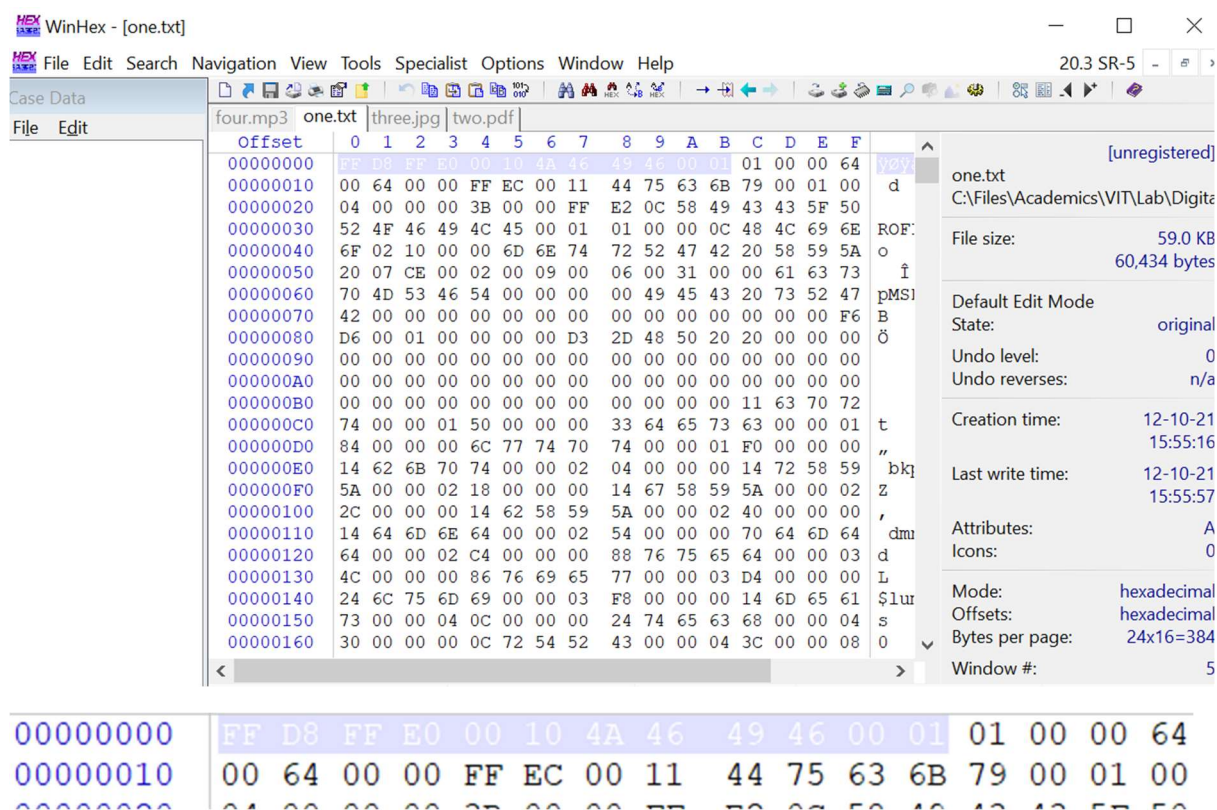 WinHex - [one.txt]
File Edit Search Navigation View Tools Specialist Options Window Help 20.3 SR-5
Case Data
File Edit
four.mp3 one.txt three.jpg two.pdf
Offset 0 1 2 3 4 5 6 7 8 9 A B C D E F
00000000 FF D8 FF E0 00 10 4A 46 49 46 00 01 01 00 00 64 ÿØÿ
00000010 00 64 00 00 FF EC 00 11 44 75 63 6B 79 00 01 00 d
00000020 04 00 00 00 3B 00 00 FF E2 0C 58 49 43 43 5F 50
00000030 52 4F 46 49 4C 45 00 01 01 00 00 0C 48 4C 69 6E ROF
00000040 6F 02 10 00 00 6D 6E 74 72 52 47 42 20 58 59 5A o
00000050 20 07 CE 00 02 00 09 00 06 00 31 00 00 61 63 73 Î
00000060 70 4D 53 46 54 00 00 00 00 49 45 43 20 73 52 47 pMS
00000070 42 00 00 00 00 00 00 00 00 00 00 00 00 00 00 F6 B
00000080 D6 00 01 00 00 00 00 D3 2D 48 50 20 20 00 00 00 Ö
00000090 00 00 00 00 00 00 00 00 00 00 00 00 00 00 00 00
000000A0 00 00 00 00 00 00 00 00 00 00 00 00 00 00 00 00
000000B0 00 00 00 00 00 00 00 00 00 00 00 00 11 63 70 72
000000C0 74 00 00 01 50 00 00 00 33 64 65 73 63 00 00 01 t
000000D0 84 00 00 00 6C 77 74 70 74 00 00 01 F0 00 00 00 „
000000E0 14 62 6B 70 74 00 00 02 04 00 00 00 14 72 58 59 bkp
000000F0 5A 00 00 02 18 00 00 00 14 67 58 59 5A 00 00 02 Z
00000100 2C 00 00 00 14 62 58 59 5A 00 00 02 40 00 00 00 ,
00000110 14 64 6D 6E 64 00 00 02 54 00 00 00 70 64 6D 64 dmn
00000120 64 00 00 02 C4 00 00 00 88 76 75 65 64 00 00 03 d
00000130 4C 00 00 00 86 76 69 65 77 00 00 03 D4 00 00 00 L
00000140 24 6C 75 6D 69 00 00 03 F8 00 00 00 14 6D 65 61 $lum
00000150 73 00 00 04 0C 00 00 00 24 74 65 63 68 00 00 04 s
00000160 30 00 00 00 0C 72 54 52 43 00 00 04 3C 00 00 08 0
[unregistered]
one.txt
C:\Files\Academics\VIT\Lab\Digita
File size: 59.0 KB
60,434 bytes
Default Edit Mode
State: original
Undo level: 0
Undo reverses: n/a
Creation time: 12-10-21
15:55:16
Last write time: 12-10-21
15:55:57
Attributes: A
Icons: 0
Mode: hexadecimal
Offsets: hexadecimal
Bytes per page: 24x16=384
Window #: 5
00000000 FF D8 FF E0 00 10 4A 46 49 46 00 01 01 00 00 64
00000010 00 64 00 00 FF EC 00 11 44 75 63 6B 79 00 01 00